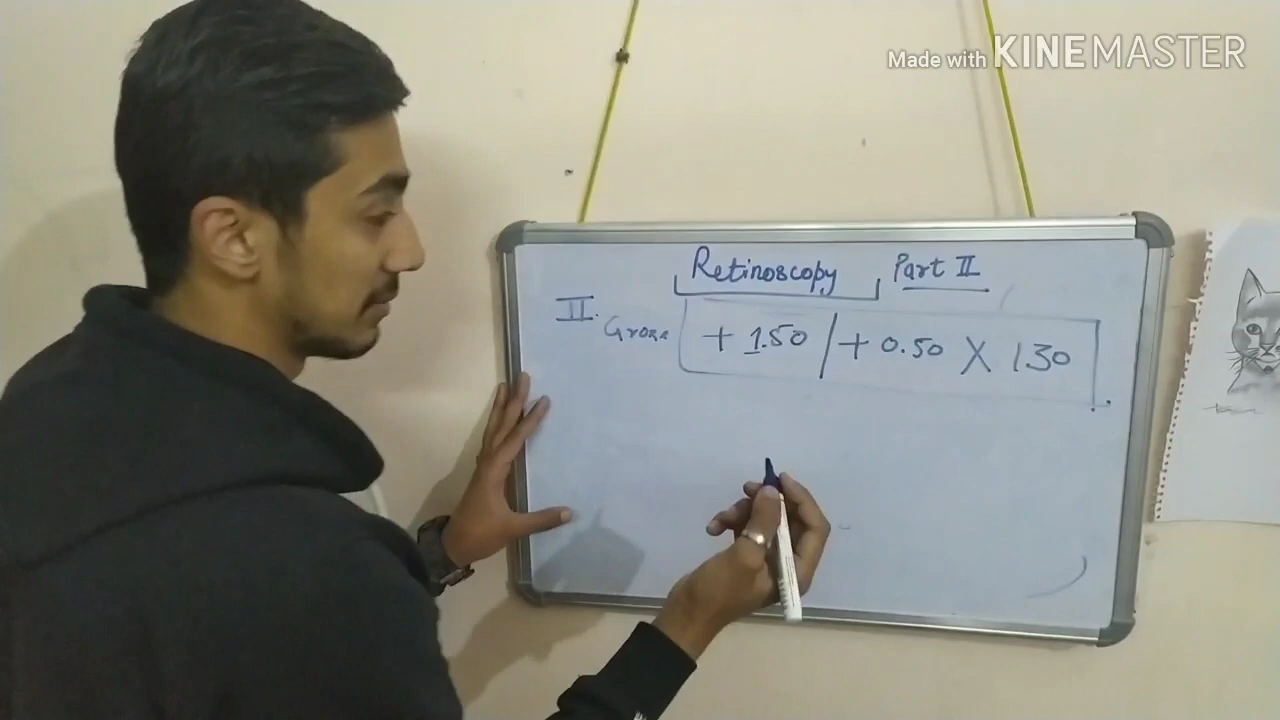 Made with KINEMASTER
Retinoscopy Part II
II. Gross + 1.50 / + 0.50 X 130